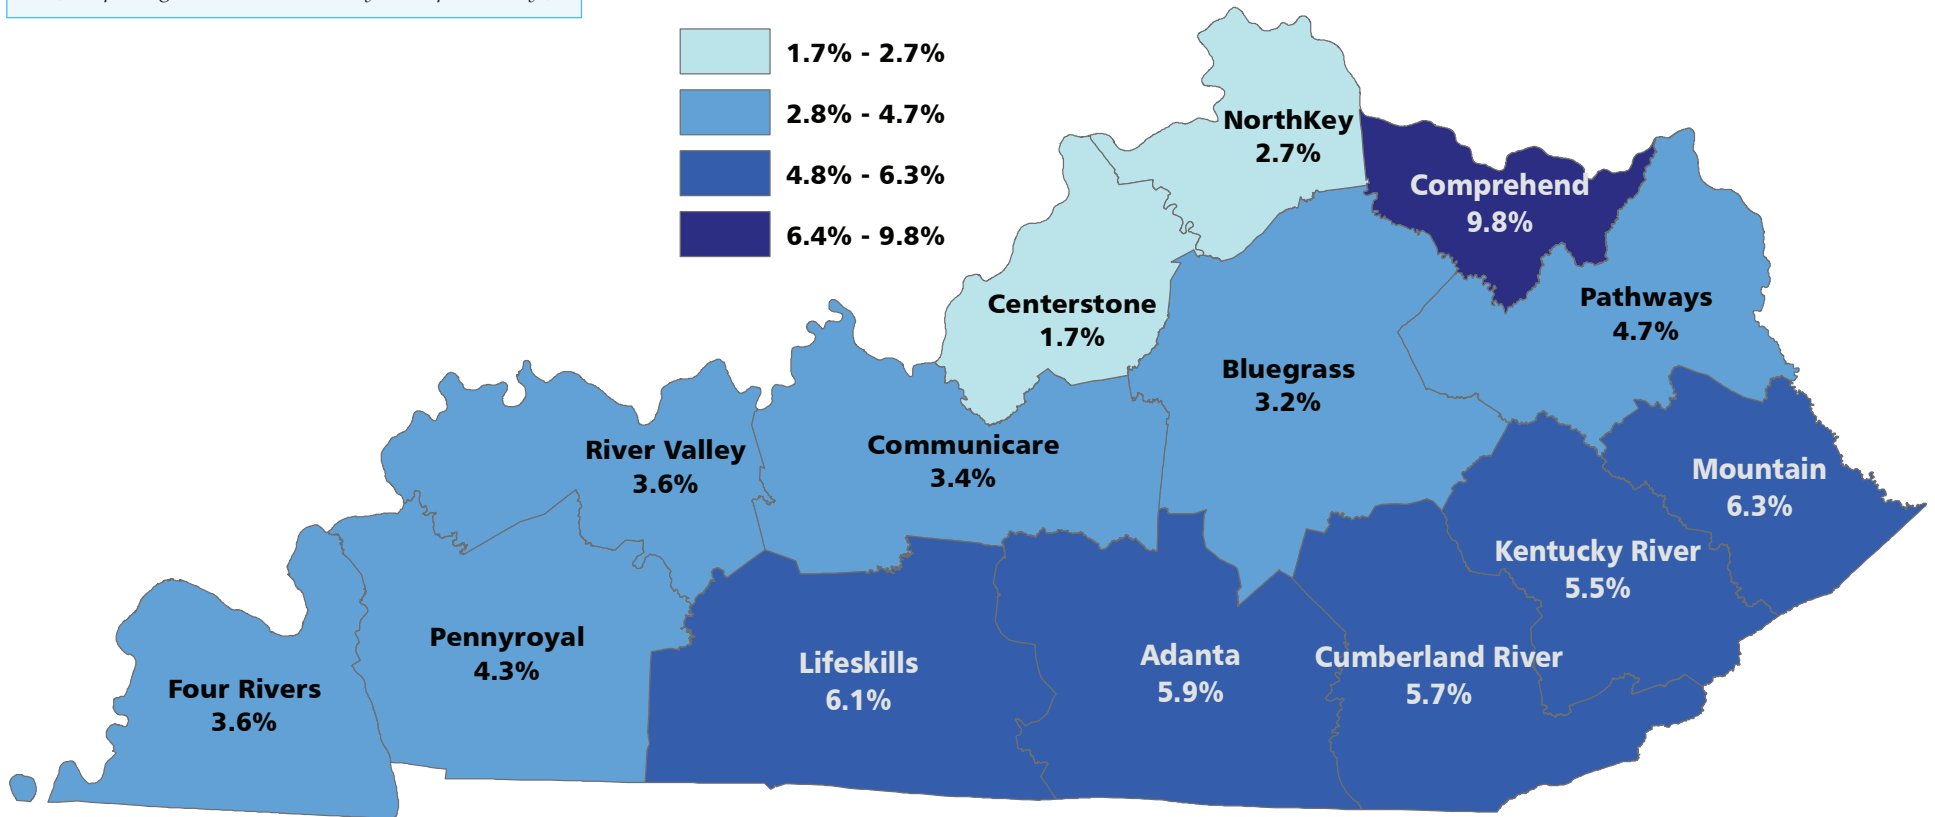 1.7% - 2.7%
2.8% - 4.7%
4.8% - 6.3%
6.4% - 9.8%
NorthKey
2.7%
Comprehend
9.8%
Centerstone
1.7%
Pathways
4.7%
Bluegrass
3.2%
River Valley
3.6%
Communicare
3.4%
Mountain
6.3%
Kentucky River
5.5%
Pennyroyal
4.3%
Lifeskills
6.1%
Adanta
5.9%
Cumberland River
5.7%
Four Rivers
3.6%